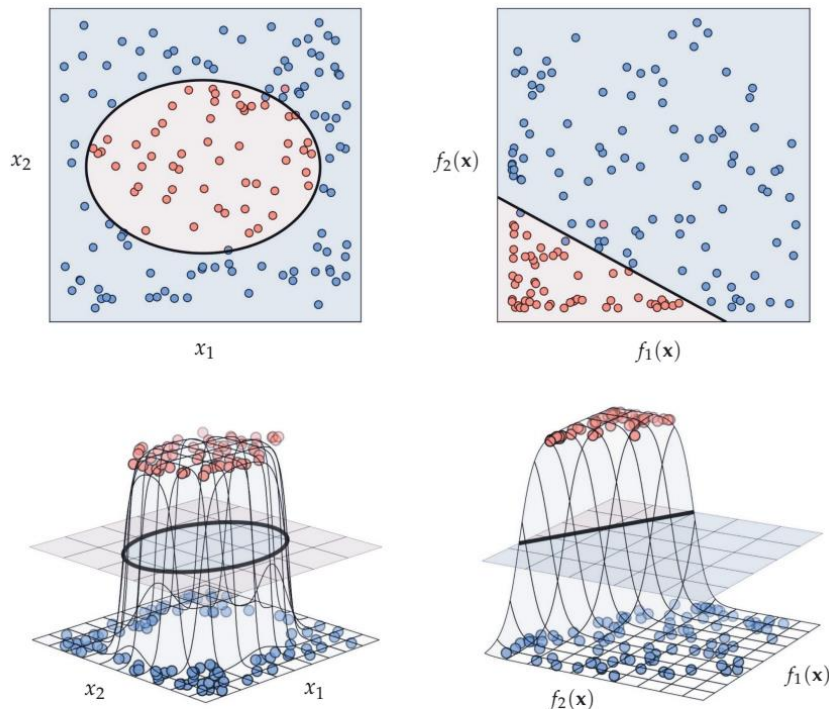 x₂
x₁
f₂(𝐱)
f₁(𝐱)
x₂
x₁
f₂(𝐱)
f₁(𝐱)